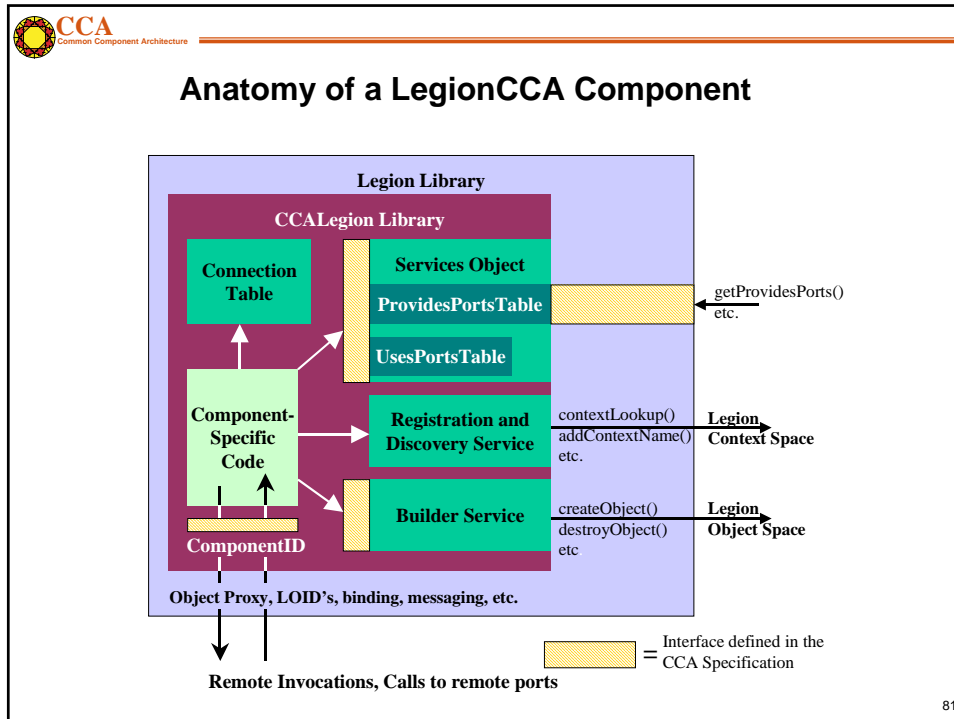 CCA
Common Component Architecture
Anatomy of a LegionCCA Component
Legion Library
CCALegion Library
Connection
Table
Services Object
ProvidesPortsTable
UsesPortsTable
getProvidesPorts()
etc.
Component-
Specific
Code
Registration and
Discovery Service
contextLookup()
addContextName()
etc.
Legion
Context Space
Builder Service
createObject()
destroyObject()
etc.
Legion
Object Space
ComponentID
Object Proxy, LOID's, binding, messaging, etc.
Remote Invocations, Calls to remote ports
= Interface defined in the
CCA Specification
81